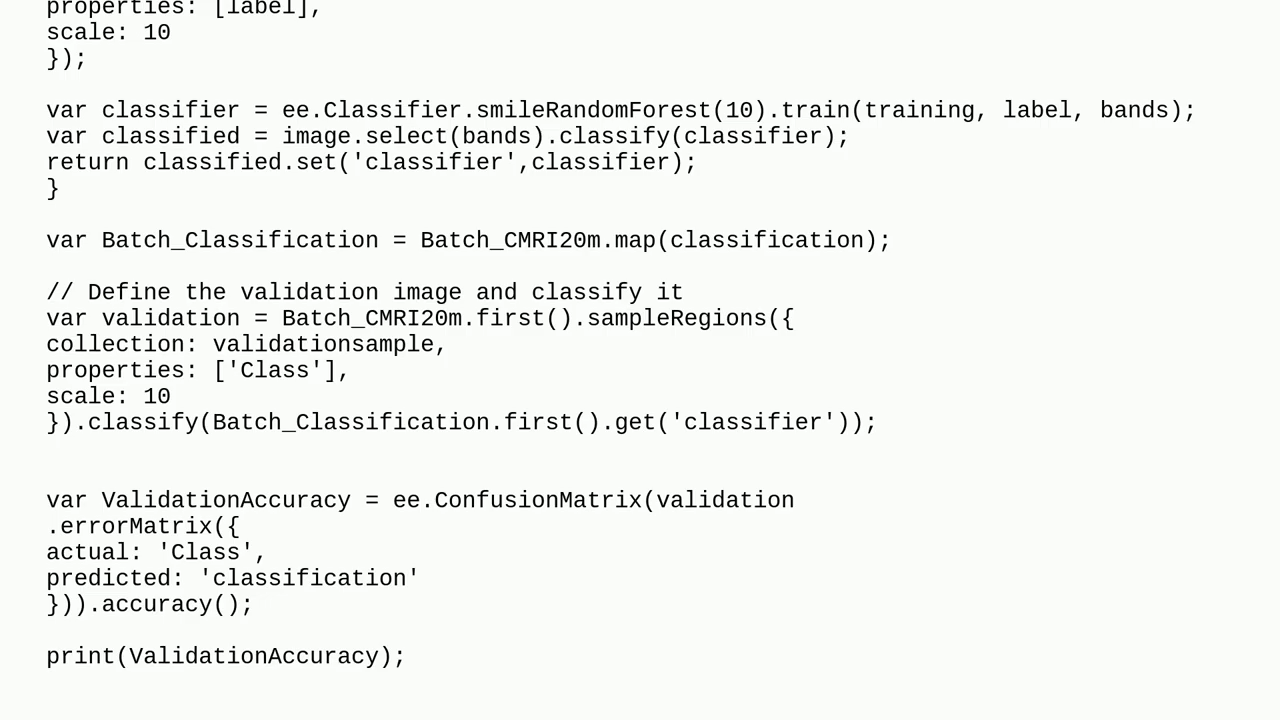 properties: [label],
scale: 10
});
var classifier = ee.Classifier.smileRandomForest(10).train(training, label, bands);
var classified = image.select(bands).classify(classifier);
return classified.set('classifier',classifier);
}
var Batch_Classification = Batch_CMRI20m.map(classification);
// Define the validation image and classify it
var validation = Batch_CMRI20m.first().sampleRegions({
collection: validationsample,
properties: ['Class'],
scale: 10
}).classify(Batch_Classification.first().get('classifier'));
var ValidationAccuracy = ee.ConfusionMatrix(validation
.errorMatrix({
actual: 'Class',
predicted: 'classification'
})).accuracy();
print(ValidationAccuracy);